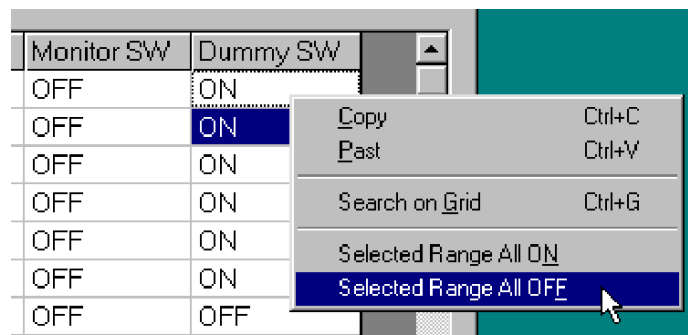 Monitor SW Dummy SW
OFF ON
OFF ON
OFF ON
OFF ON
OFF ON
OFF ON
OFF OFF
Copy Ctrl+C
Past Ctrl+V
Search on Grid Ctrl+G
Selected Range All ON
Selected Range All OFF